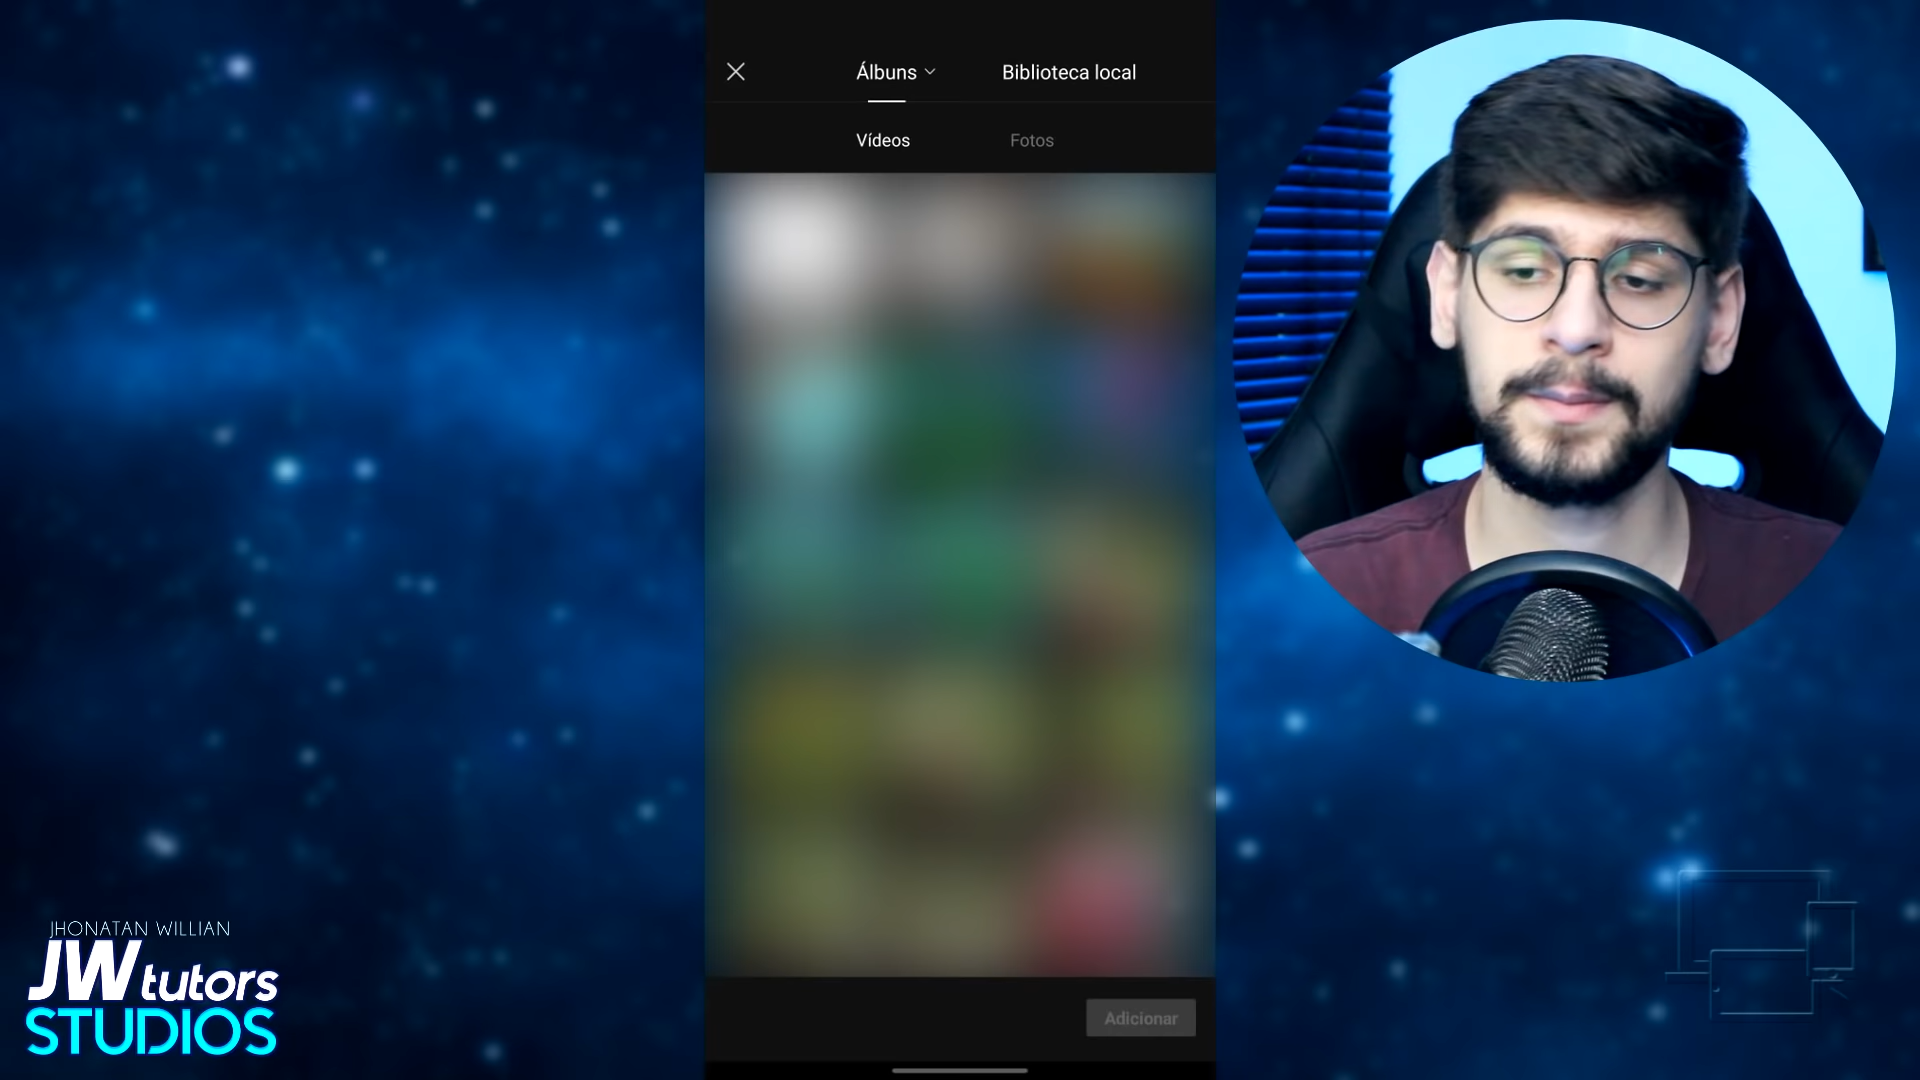 Álbuns
Biblioteca local
Vídeos
Fotos
Adicionar
JHONATAN WILLIAN
JW tutors
STUDIOS